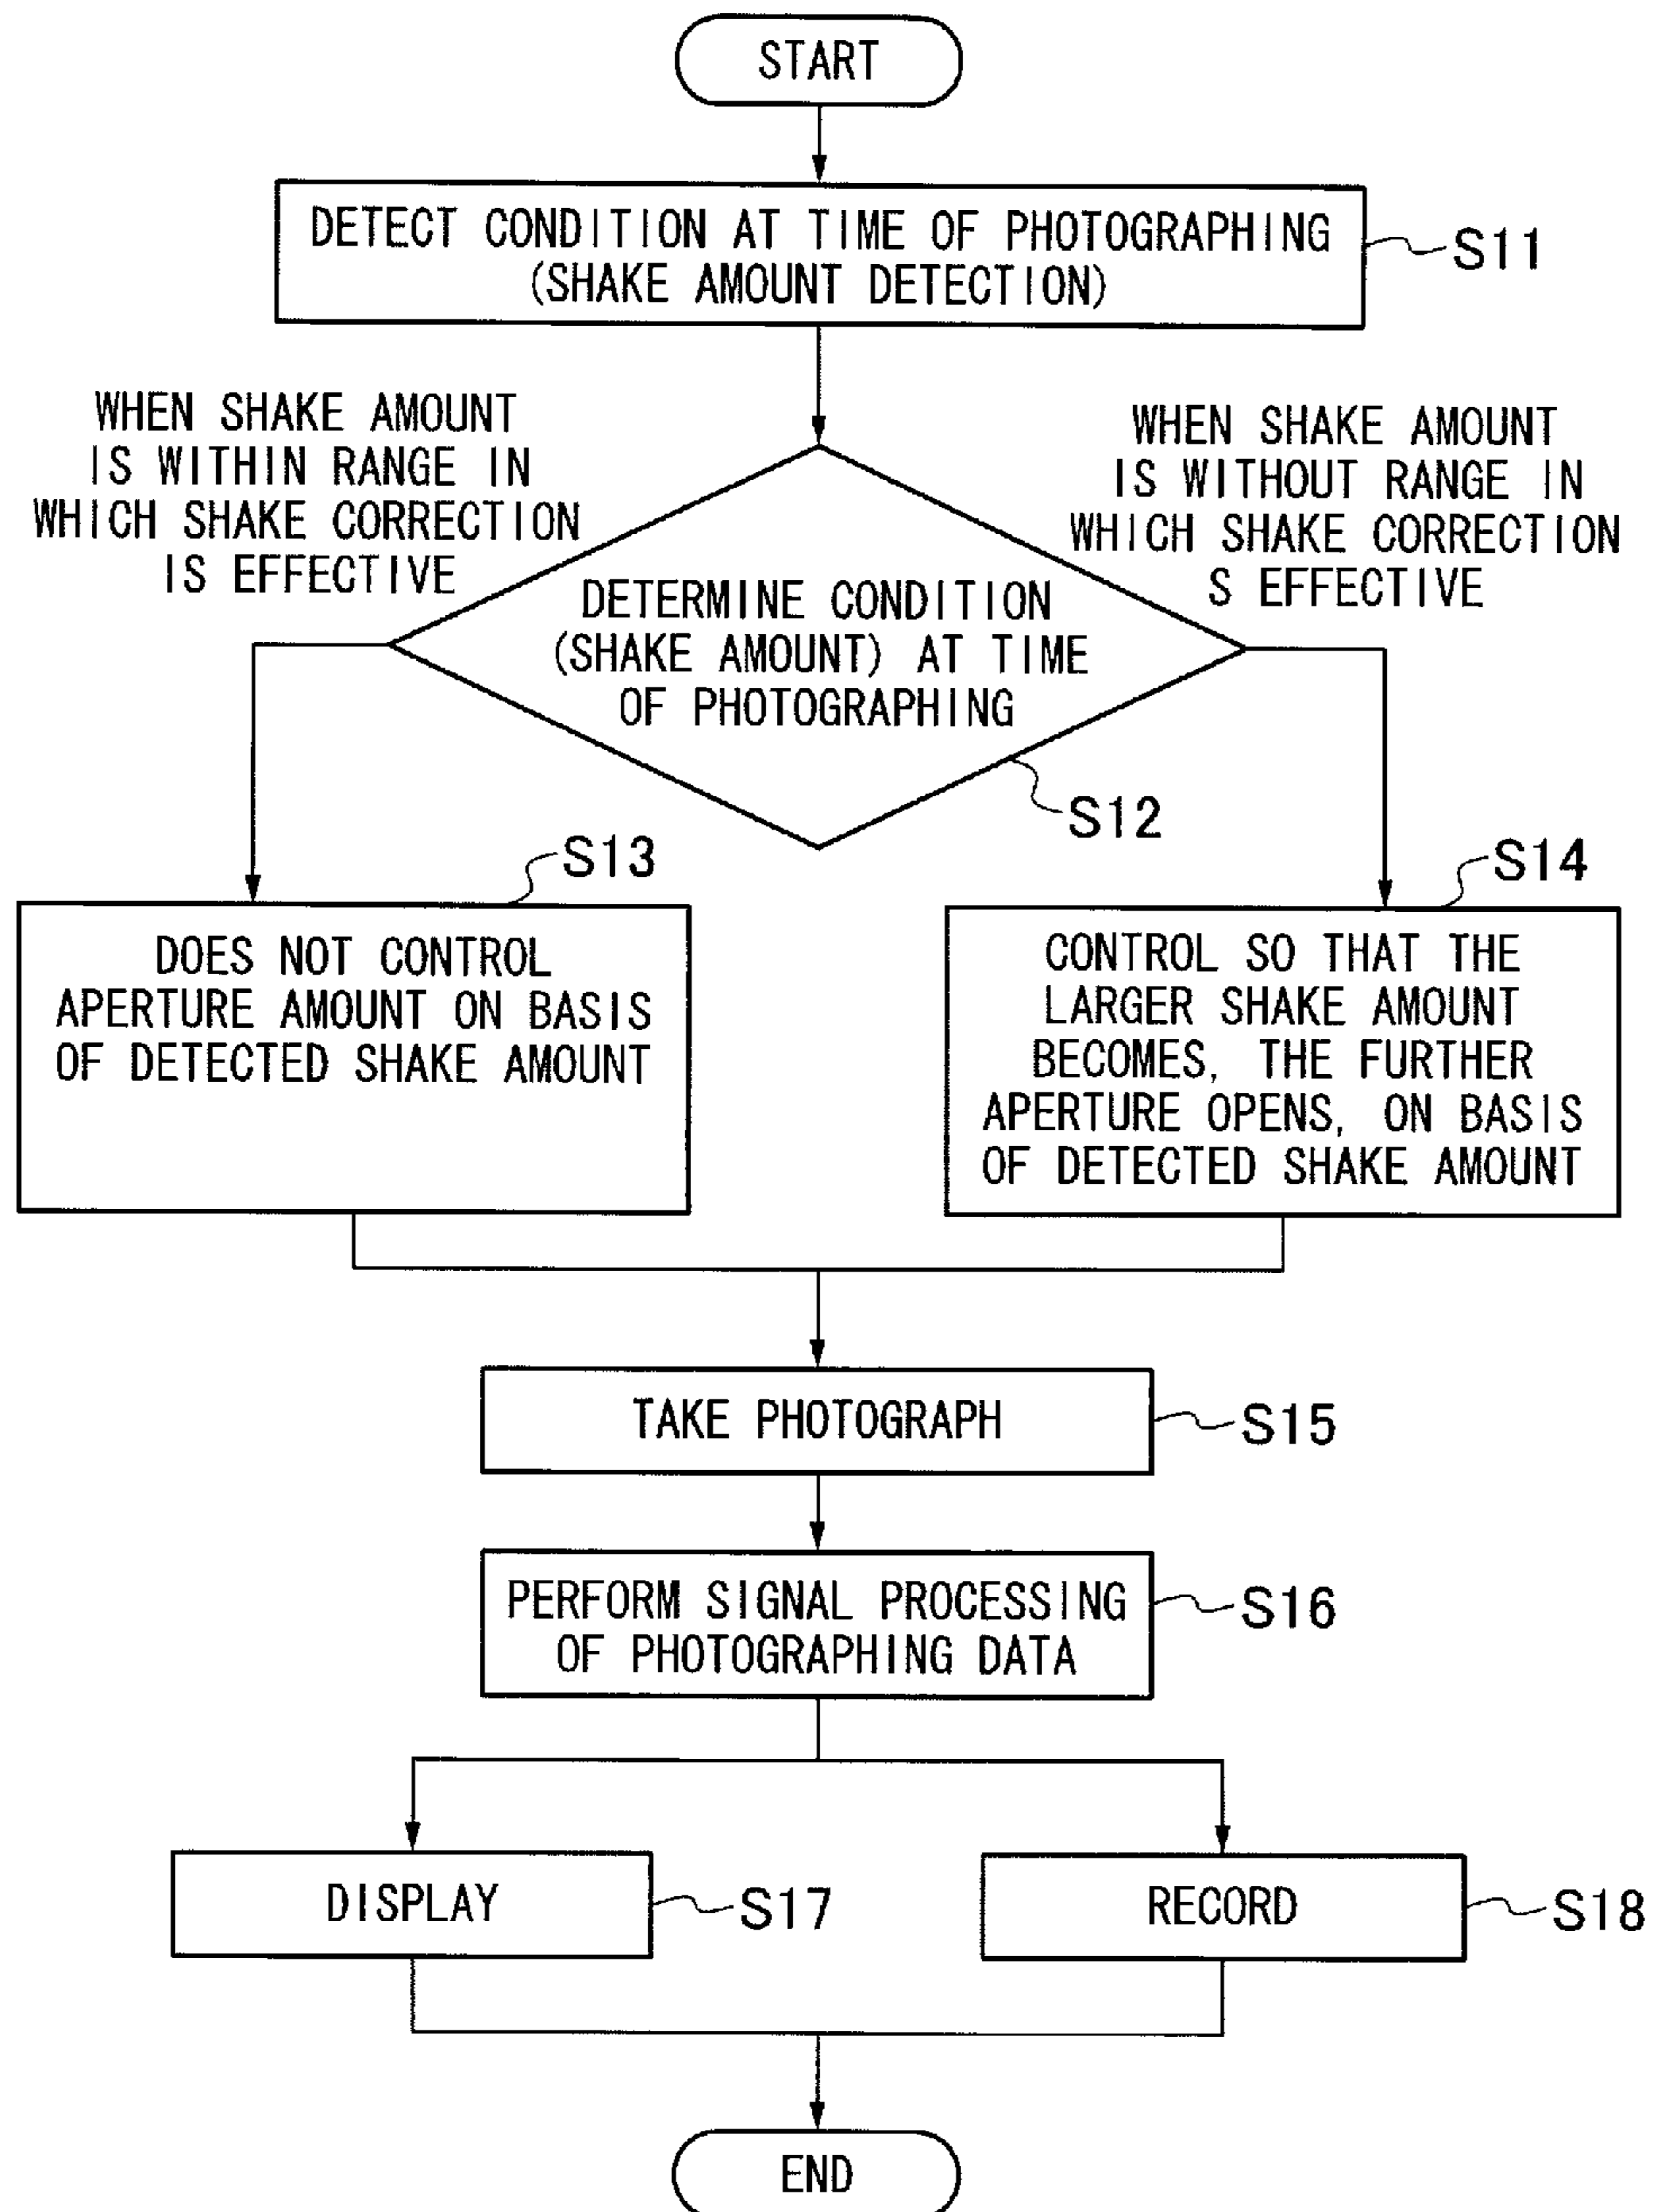 START
DETECT CONDITION AT TIME OF PHOTOGRAPHING
(SHAKE AMOUNT DETECTION)
S11
WHEN SHAKE AMOUNT
IS WITHIN RANGE IN
WHICH SHAKE CORRECTION
IS EFFECTIVE
WHEN SHAKE AMOUNT
IS WITHOUT RANGE IN
WHICH SHAKE CORRECTION
S EFFECTIVE
DETERMINE CONDITION
(SHAKE AMOUNT) AT TIME
OF PHOTOGRAPHING
S12
S13
DOES NOT CONTROL
APERTURE AMOUNT ON BASIS
OF DETECTED SHAKE AMOUNT
S14
CONTROL SO THAT THE
LARGER SHAKE AMOUNT
BECOMES, THE FURTHER
APERTURE OPENS, ON BASIS
OF DETECTED SHAKE AMOUNT
TAKE PHOTOGRAPH
S15
PERFORM SIGNAL PROCESSING
OF PHOTOGRAPHING DATA
S16
DISPLAY
S17
RECORD
S18
END